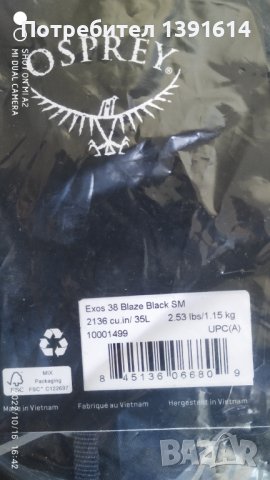 Потребител 1391614
OSPREY
SHOT ON MI A2
MI DUAL CAMERA
Exos 38 Blaze Black SM
2136 cu.in/ 35L 2.53 lbs/1.15 kg
10001499 UPC(A)
8 45136 06680 9
MIX
Packaging
FSC® C122697
Made in Vietnam Fabriqué au Vietnam Hergestellt in Vietnam
2022/10/16 16:42
BAZAR